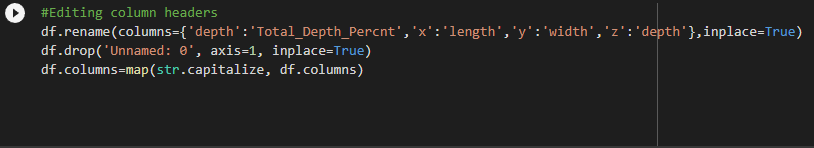 #Editing column headers
df.rename(columns={'depth':'Total_Depth_Percnt','x':'length','y':'width','z':'depth'},inplace=True)
df.drop('Unnamed: 0', axis=1, inplace=True)
df.columns=map(str.capitalize, df.columns)